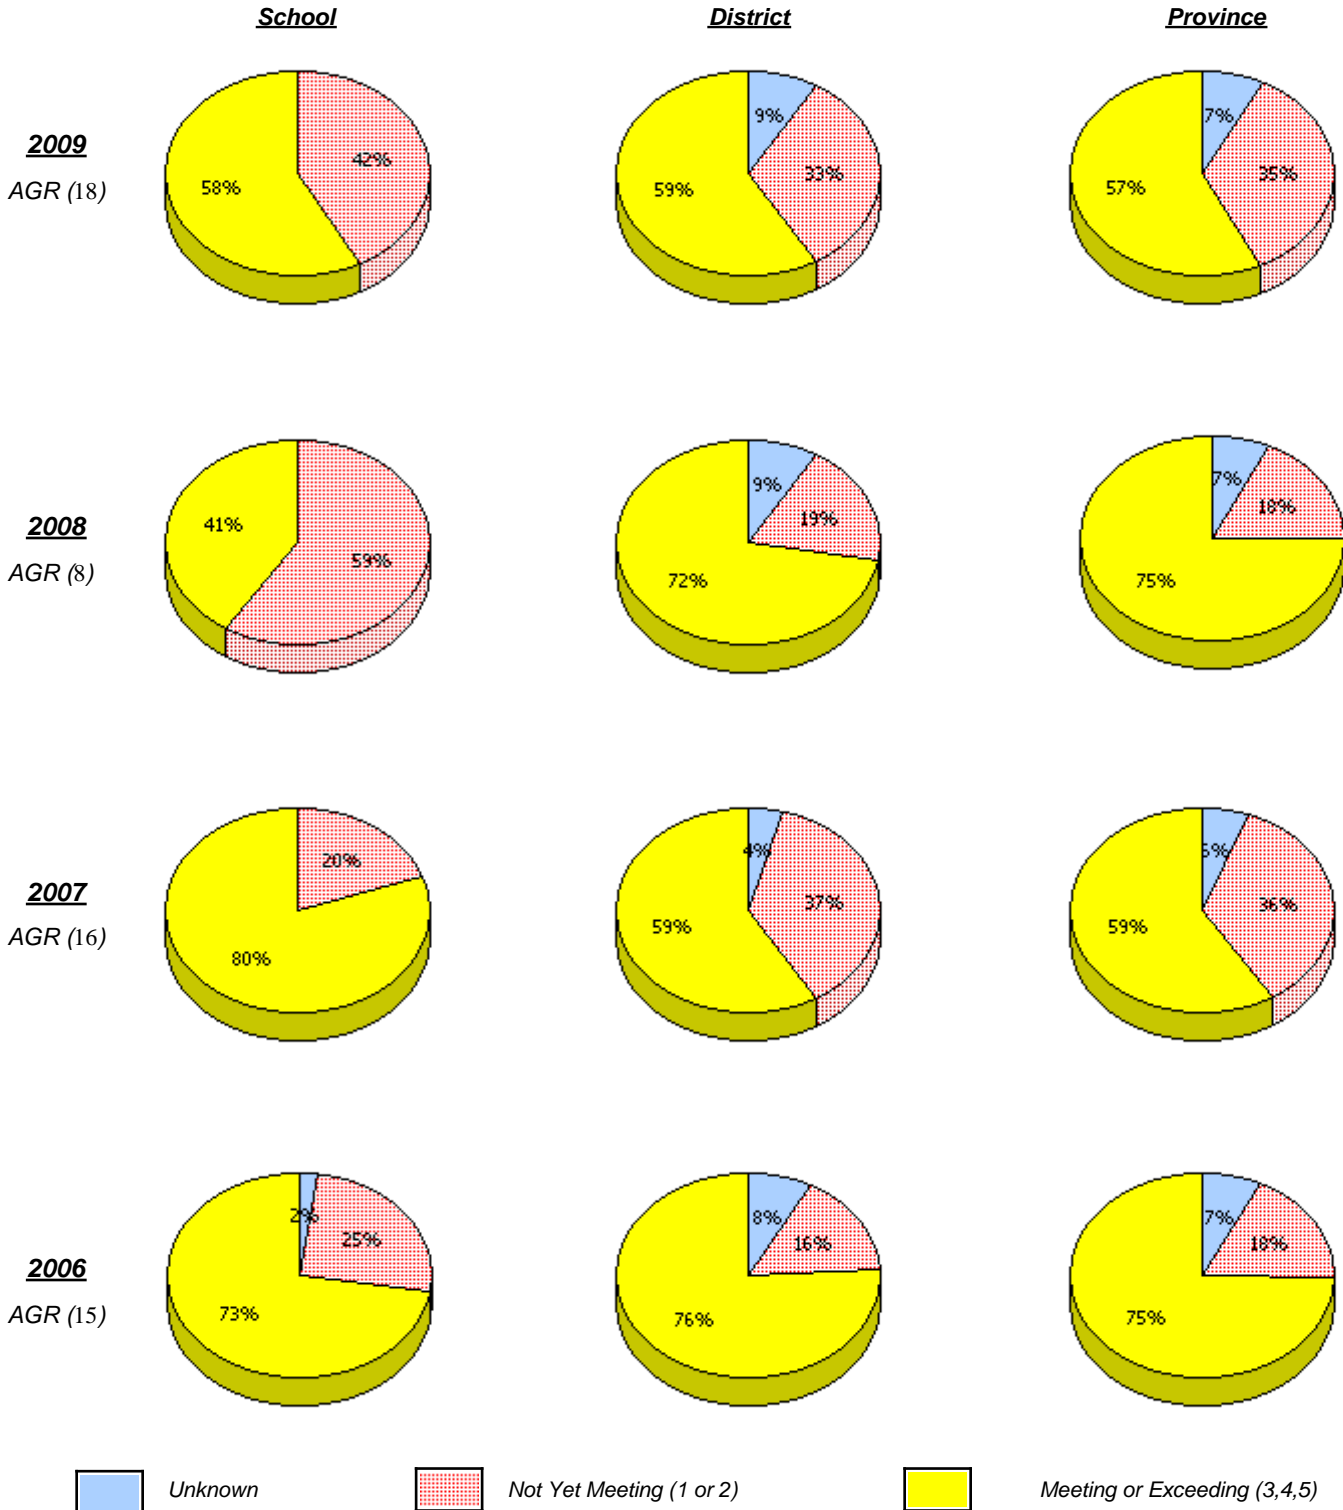 School District Province
2009
AGR (18)
58% 42% 59% 9% 33% 57% 7% 35%
2008
AGR (8)
41% 59% 72% 9% 19% 75% 7% 18%
2007
AGR (16)
80% 20% 59% 4% 37% 59% 36%
2006
AGR (15)
73% 2% 25% 76% 8% 16% 75% 7% 18%
Unknown Not Yet Meeting (1 or 2) Meeting or Exceeding (3,4,5)